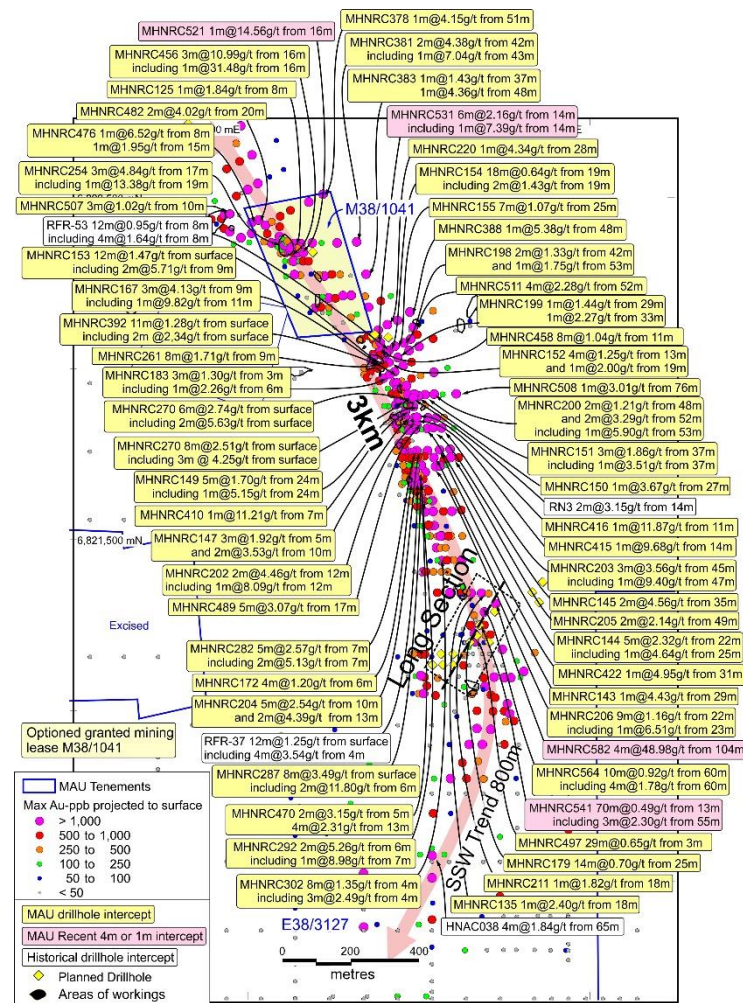 MHNRC521 1m@14.56g/t from 16m
MHNRC456 3m@10.99g/t from 16m
including 1m@31.48g/t from 16m
MHNRC125 1m@1.84g/t from 8m
MHNRC482 2m@4.02g/t from 20m
MHNRC476 1m@6.52g/t from 8m
1m@1.95g/t from 15m
MHNRC254 3m@4.84g/t from 17m
including 1m@13.38g/t from 19m
MHNRC507 3m@1.02g/t from 10m
RFR-53 12m@0.95g/t from 8m
including 4m@1.64g/t from 8m
MHNRC153 12m@1.47g/t from surface
including 2m@5.71g/t from 9m
MHNRC167 3m@4.13g/t from 9m
including 1m@9.82g/t from 11m
MHNRC392 11m@1.28g/t from surface
including 2m @2.34g/t from surface
MHNRC261 8m@1.71g/t from 9m
MHNRC183 3m@1.30g/t from 3m
including 1m@2.26g/t from 6m
MHNRC270 6m@2.74g/t from surface
including 2m@5.63g/t from surface
MHNRC270 8m@2.51g/t from surface
including 3m @ 4.25g/t from surface
MHNRC149 5m@1.70g/t from 24m
including 1m@5.15g/t from 24m
MHNRC410 1m@11.21g/t from 7m
MHNRC147 3m@1.92g/t from 5m
and 2m@3.53g/t from 10m
6,821,500 mN
MHNRC202 2m@4.46g/t from 12m
including 1m@8.09g/t from 12m
MHNRC489 5m@3.07g/t from 17m
Excised
MHNRC282 5m@2.57g/t from 7m
including 2m@5.13g/t from 7m
MHNRC172 4m@1.20g/t from 6m
MHNRC204 5m@2.54g/t from 10m
and 2m@4.39g/t from 13m
RFR-37 12m@1.25g/t from surface
including 4m@3.54g/t from 4m
MHNRC287 8m@3.49g/t from surface
including 2m@11.80g/t from 6m
MHNRC470 2m@3.15g/t from 5m
4m@2.31g/t from 13m
MHNRC292 2m@5.26g/t from 6m
including 1m@8.98g/t from 7m
MHNRC302 8m@1.35g/t from 4m
including 3m@2.49g/t from 4m
MHNRC378 1m@4.15g/t from 51m
MHNRC381 2m@4.38g/t from 42m
including 1m@7.04g/t from 43m
MHNRC383 1m@1.43g/t from 37m
1m@4.36g/t from 48m
MHNRC531 6m@2.16g/t from 14m
including 1m@7.39g/t from 14m
mE
MHNRC220 1m@4.34g/t from 28m
MHNRC154 18m@0.64g/t from 19m
including 2m@1.43g/t from 19m
M38/1041
MHNRC155 7m@1.07g/t from 25m
MHNRC388 1m@5.38g/t from 48m
MHNRC198 2m@1.33g/t from 42m
and 1m@1.75g/t from 53m
MHNRC511 4m@2.28g/t from 52m
MHNRC199 1m@1.44g/t from 29m
1m@2.27g/t from 33m
MHNRC458 8m@1.04g/t from 11m
MHNRC152 4m@1.25g/t from 13m
and 1m@2.00g/t from 19m
MHNRC508 1m@3.01g/t from 76m
MHNRC200 2m@1.21g/t from 48m
and 2m@3.29g/t from 52m
including 1m@5.90g/t from 53m
MHNRC151 3m@1.86g/t from 37m
including 1m@3.51g/t from 37m
MHNRC150 1m@3.67g/t from 27m
RN3 2m@3.15g/t from 14m
MHNRC416 1m@11.87g/t from 11m
MHNRC415 1m@9.68g/t from 14m
MHNRC203 3m@3.56g/t from 45m
including 1m@9.40g/t from 47m
MHNRC145 2m@4.56g/t from 35m
MHNRC205 2m@2.14g/t from 49m
MHNRC144 5m@2.32g/t from 22m
including 1m@4.64g/t from 25m
MHNRC422 1m@4.95g/t from 31m
MHNRC143 1m@4.43g/t from 29m
MHNRC206 9m@1.16g/t from 22m
including 1m@6.51g/t from 23m
MHNRC582 4m@48.98g/t from 104m
MHNRC564 10m@0.92g/t from 60m
including 4m@1.78g/t from 60m
MHNRC541 70m@0.49g/t from 13m
including 3m@2.30g/t from 55m
MHNRC497 29m@0.65g/t from 3m
MHNRC179 14m@0.70g/t from 25m
MHNRC211 1m@1.82g/t from 18m
MHNRC135 1m@2.40g/t from 18m
HNAC038 4m@1.84g/t from 65m
3km
Long Section
SSW Trend 800m
E38/3127
0 200 400
metres
Optioned granted mining
lease M38/1041
MAU Tenements
Max Au-ppb projected to surface
> 1,000
500 to 1,000
250 to 500
100 to 250
50 to 100
< 50
MAU drillhole intercept
MAU Recent 4m or 1m intercept
Historical drillhole intercept
Planned Drillhole
Areas of workings